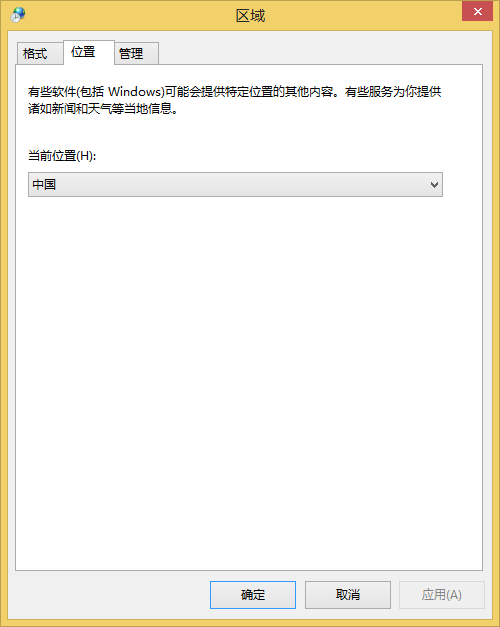 区域
格式
位置
管理
有些软件(包括 Windows)可能会提供特定位置的其他内容。有些服务为你提供
诸如新闻和天气等当地信息。
当前位置(H):
中国
确定
取消
应用(A)